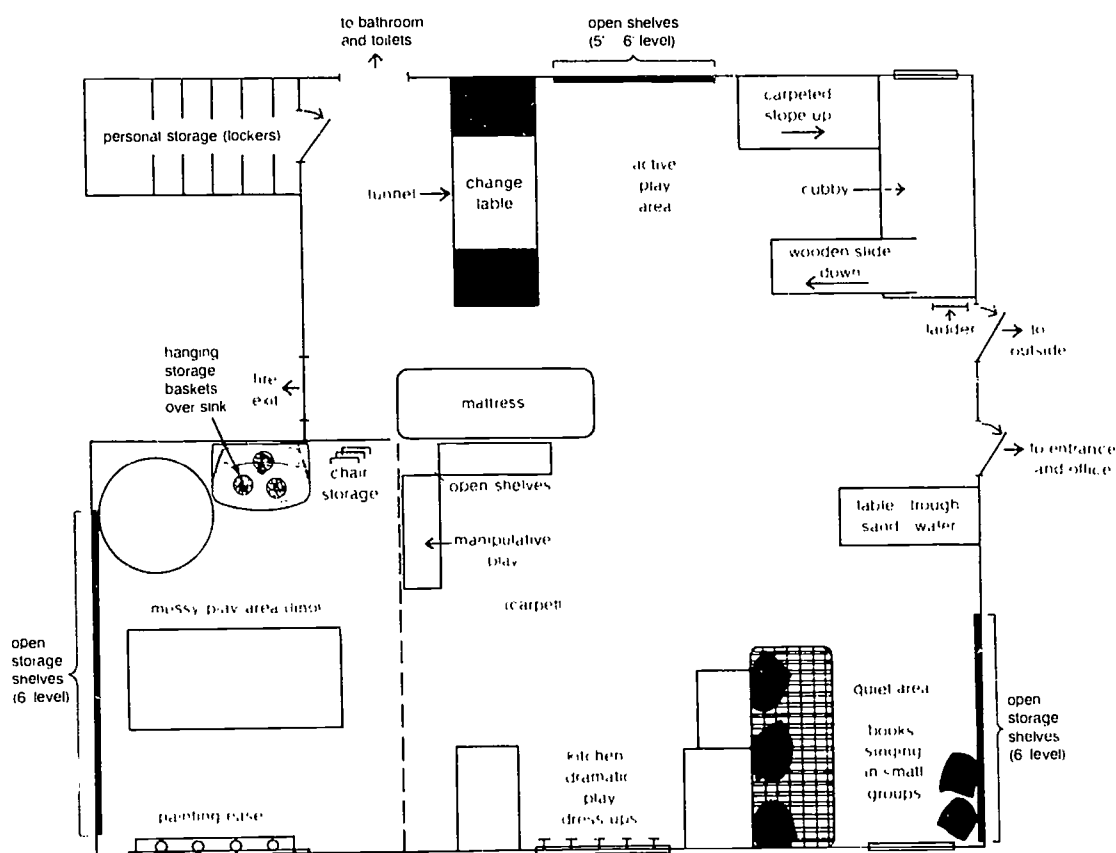 to bathroom
and toilets
open shelves
(5' 6' level)
personal storage (lockers)
carpeted
slope up
tunnel
change
table
active
play
area
cubby
wooden slide
down
ladder
to
outside
hanging
storage
baskets
over sink
fire
exit
mattress
to entrance
and office
chair
storage
open shelves
table trough
sand water
manipulative
play
(carpet)
messy play area (lino)
open
storage
shelves
(6' level)
quiet area
books
singing
in small
groups
open
storage
shelves
(6' level)
kitchen
dramatic
play
dress ups
painting ease